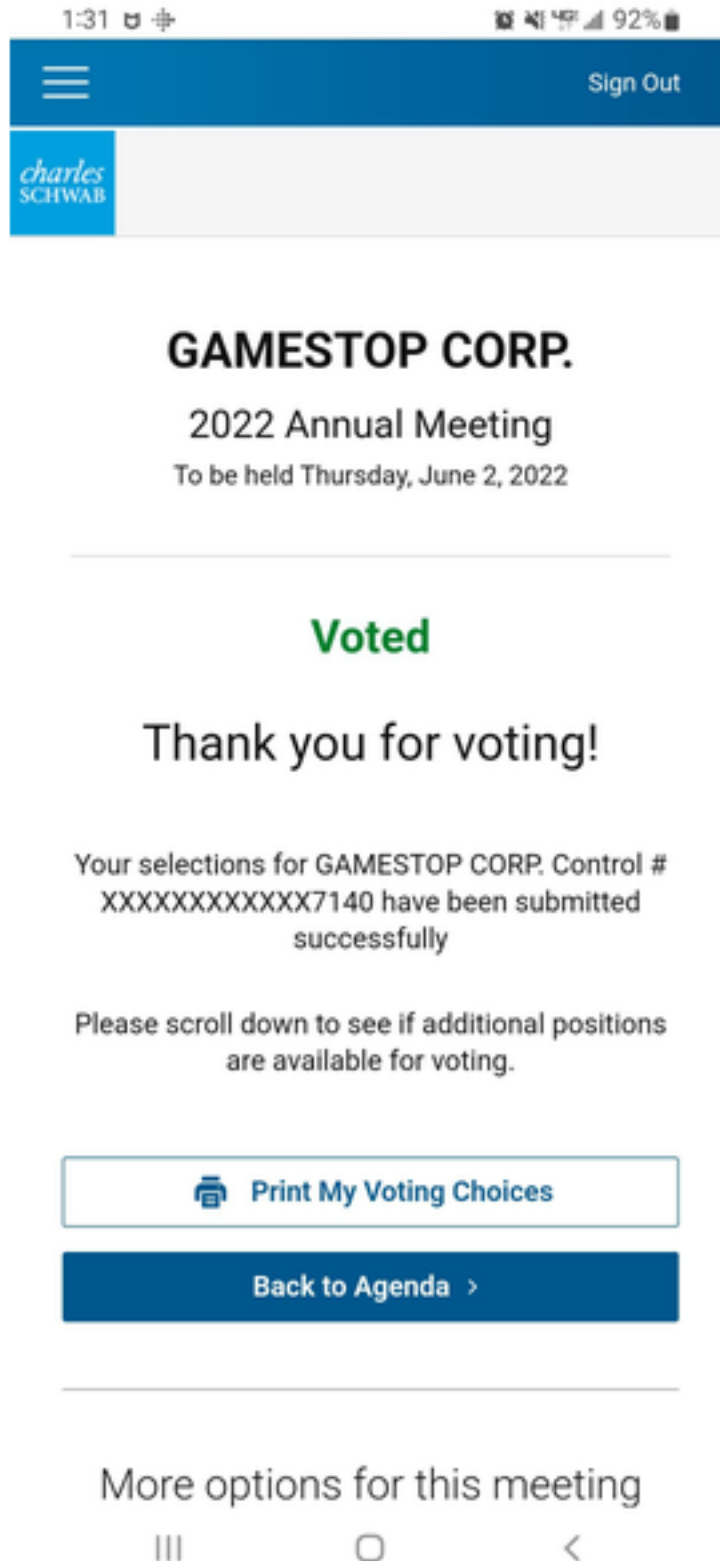 1:31 92%
Sign Out
charles
SCHWAB
GAMESTOP CORP.
2022 Annual Meeting
To be held Thursday, June 2, 2022
Voted
Thank you for voting!
Your selections for GAMESTOP CORP. Control #
XXXXXXXXXXXX7140 have been submitted
successfully
Please scroll down to see if additional positions
are available for voting.
Print My Voting Choices
Back to Agenda >
More options for this meeting